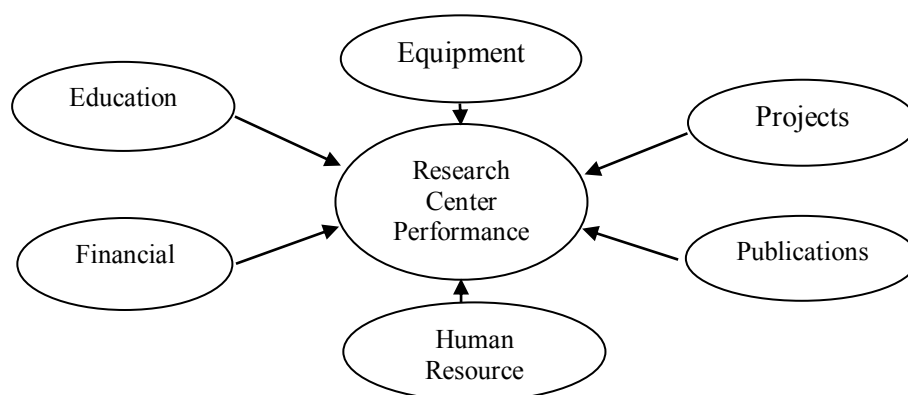 Equipment
Education
Projects
Research
Center
Performance
Financial
Publications
Human
Resource